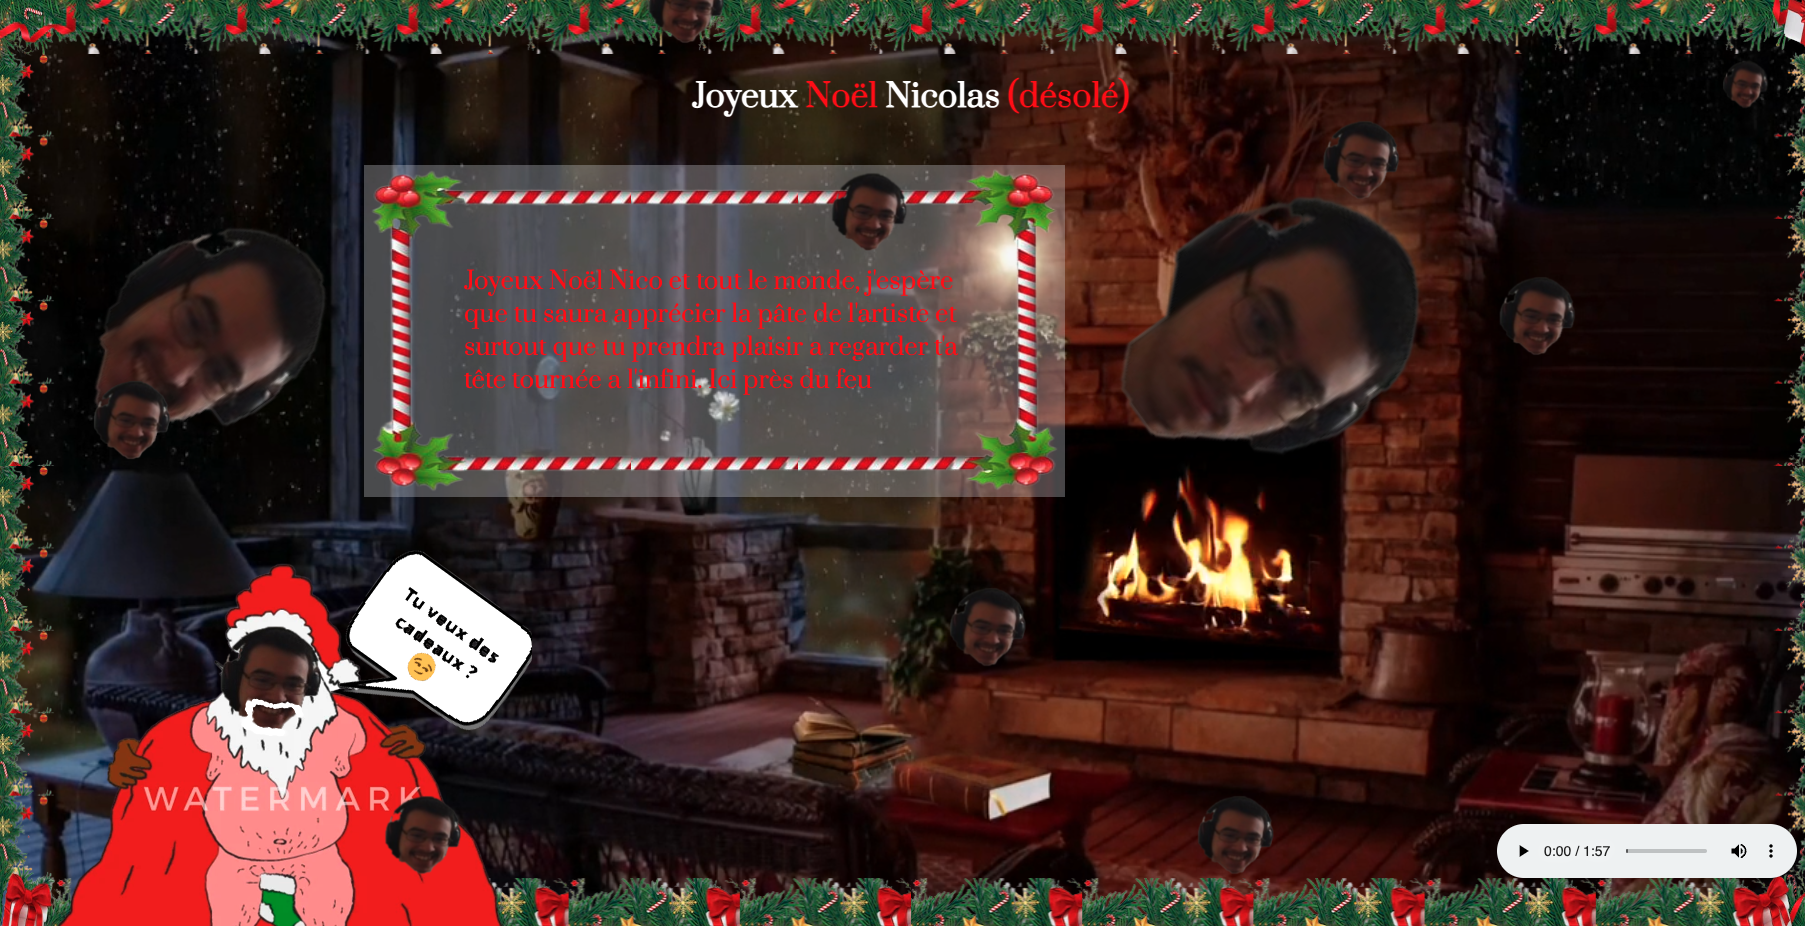 Joyeux Noël Nicolas (désolé)
Joyeux Noël Nico et tout le monde, j'espère
que tu saura apprécier la pâte de l'artiste et
surtout que tu prendra plaisir a regarder t'a
tête tournée a l'infini, Ici près du feu
Tu veux des
cadeaux ?
😏
WATERMARK
0:00 / 1:57